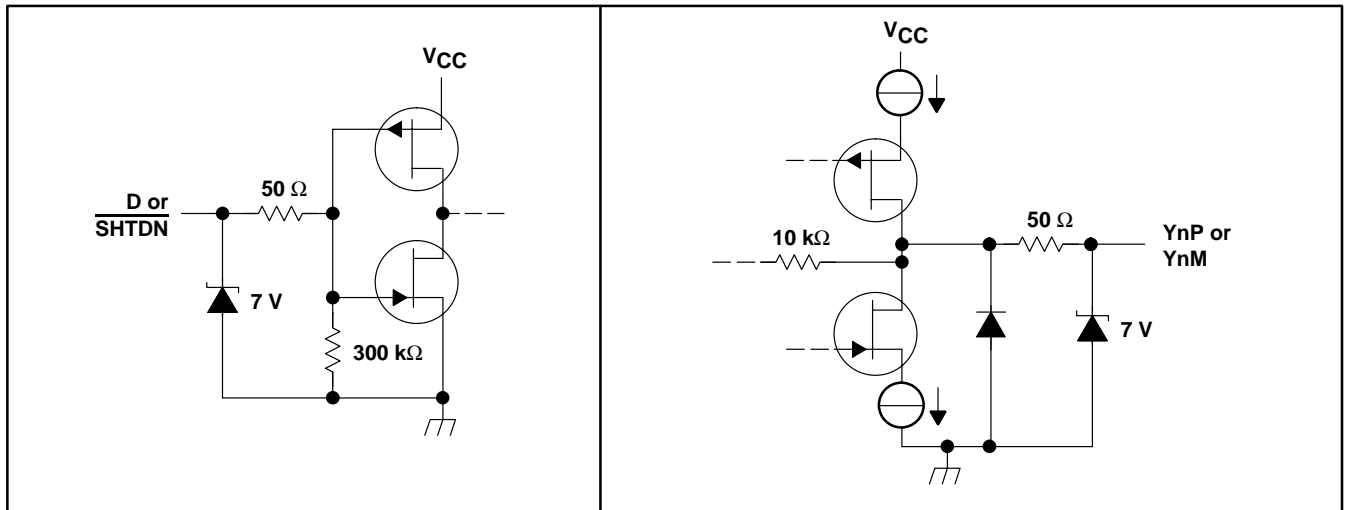 VCC
50 Ω
D or
SHTDN
7 V
300 kΩ
VCC
10 kΩ
50 Ω
YnP or
YnM
7 V